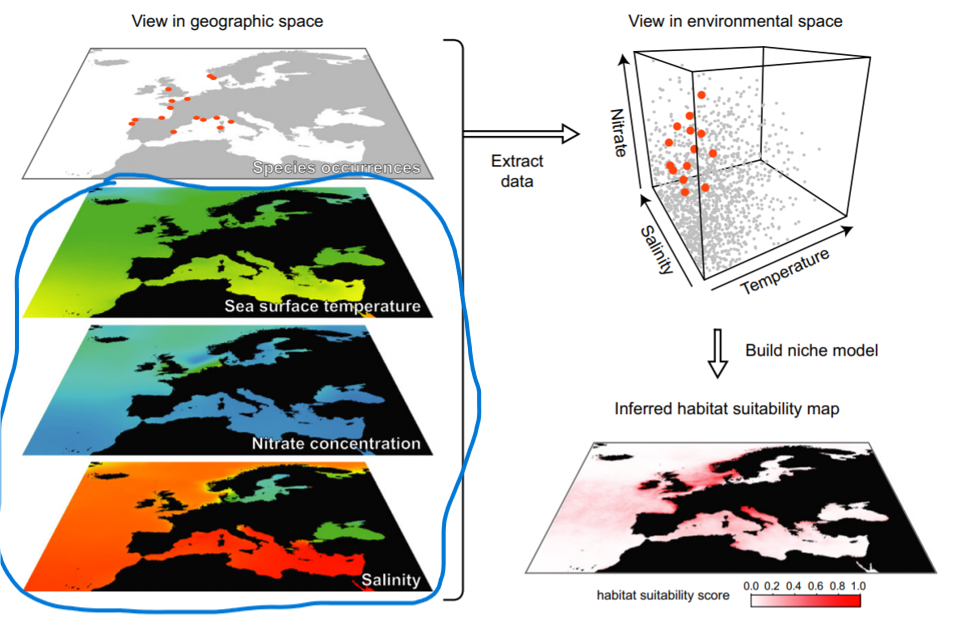 View in geographic space
Species occurrences
Sea surface temperature
Nitrate concentration
Salinity
Extract
data
View in environmental space
Nitrate
Salinity
Temperature
Build niche model
Inferred habitat suitability map
habitat suitability score
0.0 0.2 0.4 0.6 0.8 1.0